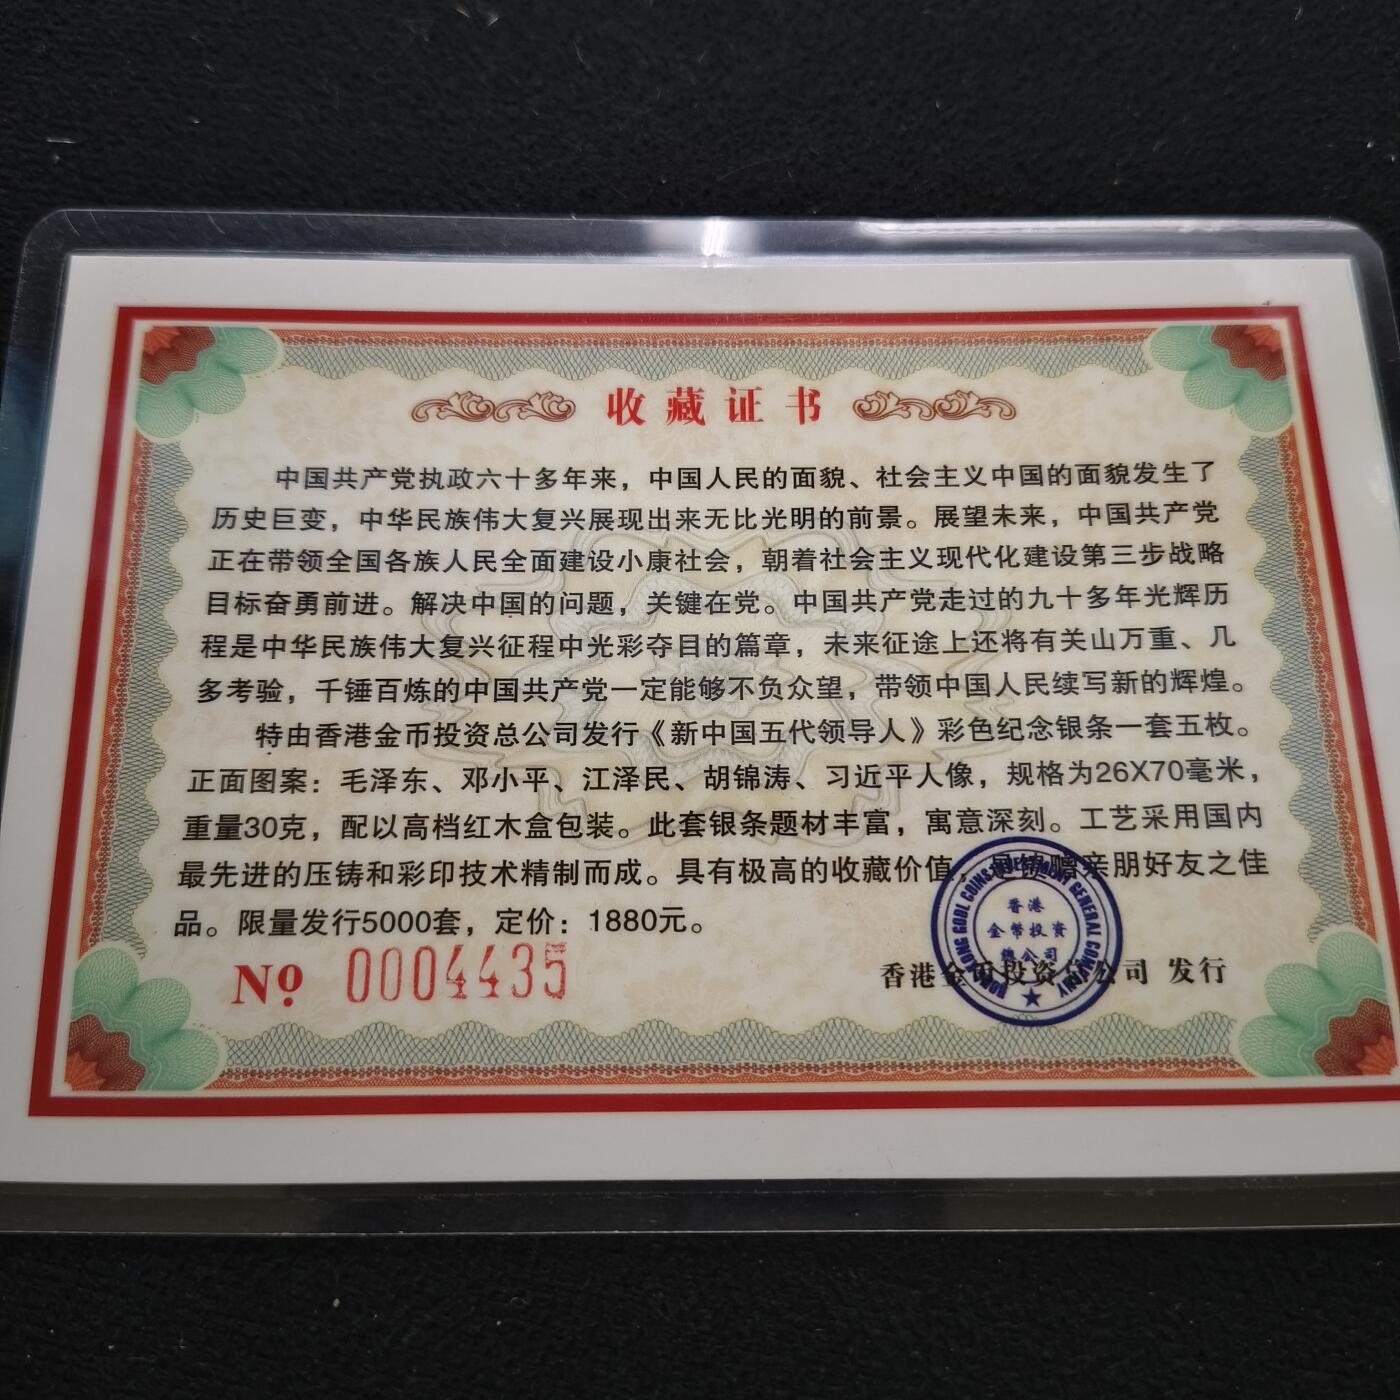 收藏证书
中国共产党执政六十多年来，中国人民的面貌、社会主义中国的面貌发生了
历史巨变，中华民族伟大复兴展现出来无比光明的前景。展望未来，中国共产党
正在带领全国各族人民全面建设小康社会，朝着社会主义现代化建设第三步战略
目标奋勇前进。解决中国的问题，关键在党。中国共产党走过的九十多年光辉历
程是中华民族伟大复兴征程中光彩夺目的篇章，未来征途上还将有关山万重、几
多考验，千锤百炼的中国共产党一定能够不负众望，带领中国人民续写新的辉煌。
特由香港金币投资总公司发行《新中国五代领导人》彩色纪念银条一套五枚。
正面图案：毛泽东、邓小平、江泽民、胡锦涛、习近平人像，规格为26X70毫米，
重量30克，配以高档红木盒包装。此套银条题材丰富，寓意深刻。工艺采用国内
最先进的压铸和彩印技术精制而成。具有极高的收藏价值，是馈赠亲朋好友之佳
品。限量发行5000套，定价：1880元。
No 0004435
香港金币投资总公司 发行
香港
金幣投資
總公司